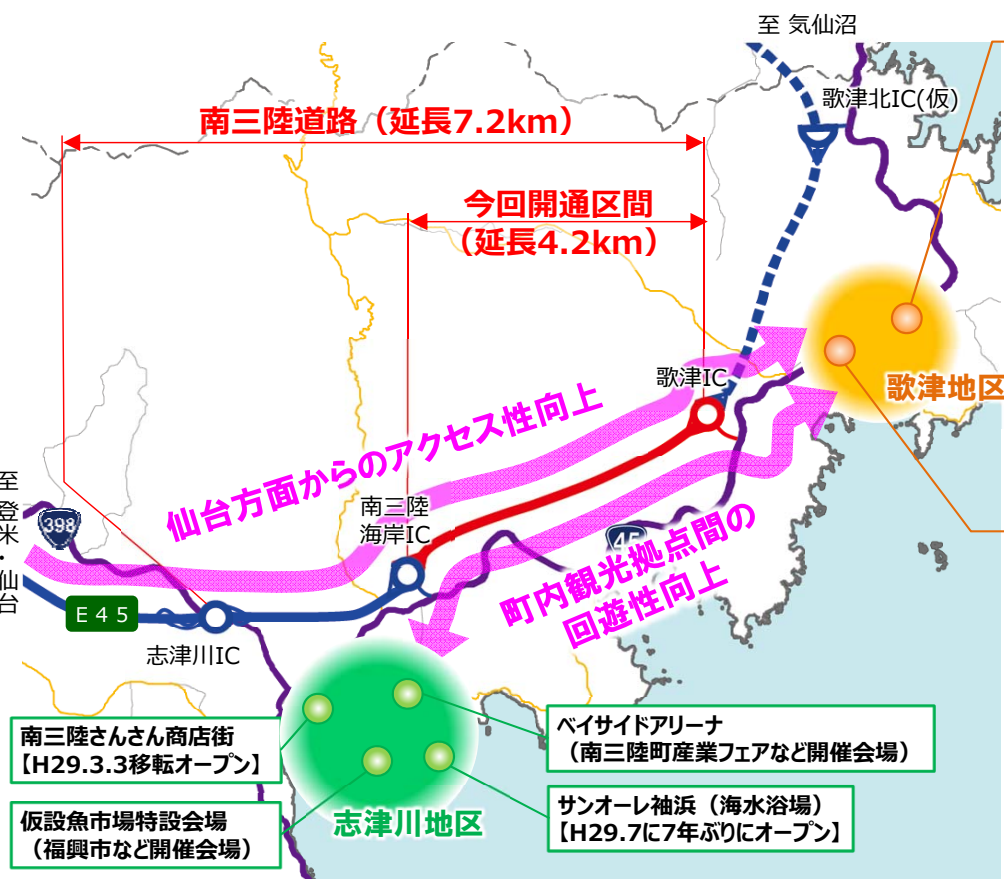 至 気仙沼
歌津北IC(仮)
南三陸道路（延長7.2km）
今回開通区間
（延長4.2km）
歌津IC
歌津地区
仙台方面からのアクセス性向上
至 登米・仙台
398
南三陸
海岸IC
45
町内観光拠点間の
回遊性向上
E45
志津川IC
南三陸さんさん商店街
【H29.3.3移転オープン】
ベイサイドアリーナ
（南三陸町産業フェアなど開催会場）
仮設魚市場特設会場
（福興市など開催会場）
志津川地区
サンオーレ袖浜（海水浴場）
【H29.7に7年ぶりにオープン】